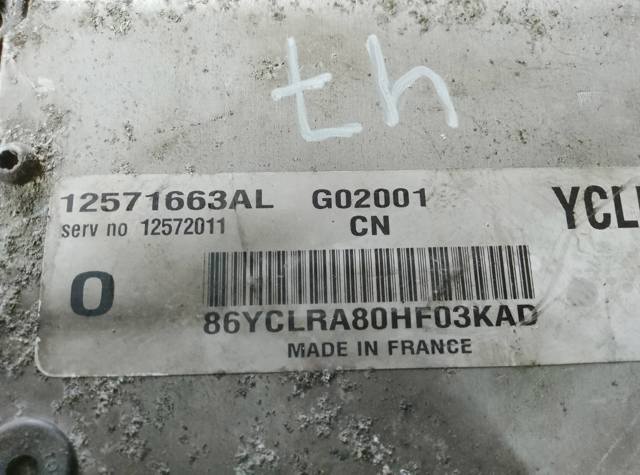 th
12571663AL G02001 YCL
serv no 12572011 CN
0
86YCLRA80HF03KAD
MADE IN FRANCE